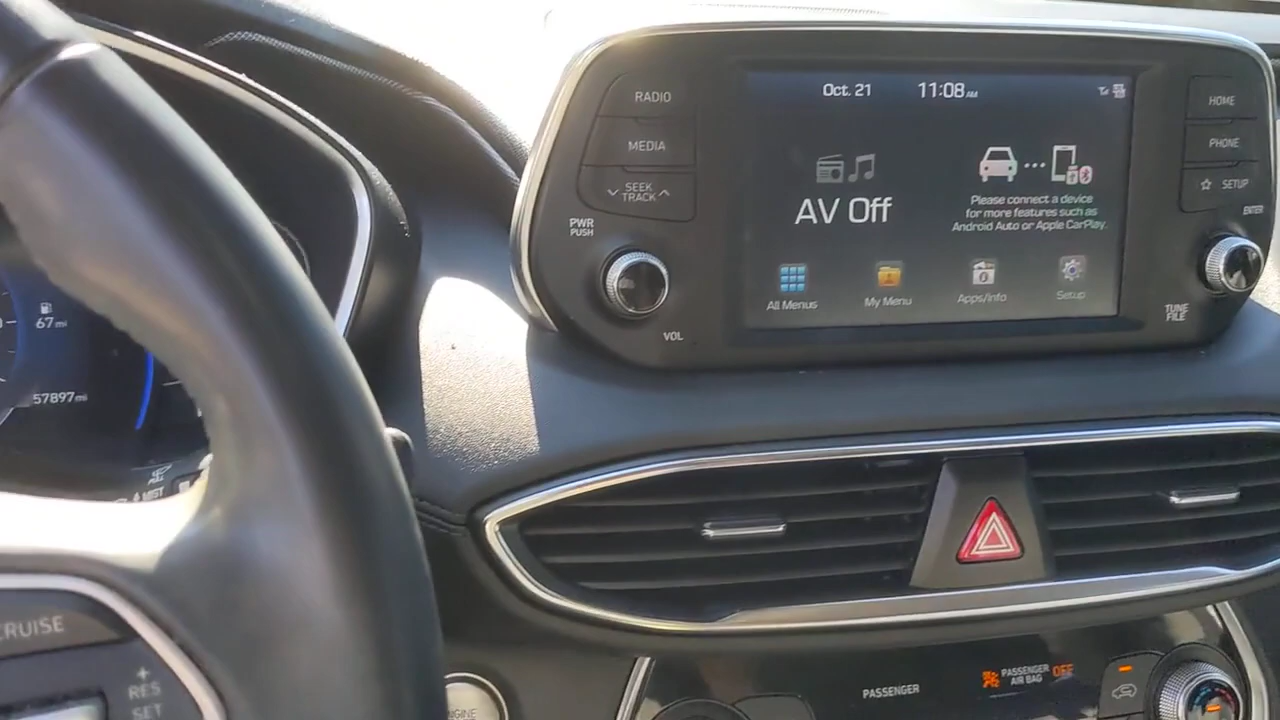 RADIO
MEDIA
SEEK
TRACK
PWR
PUSH
VOL
Oct. 21
11:08 AM
AV Off
Please connect a device
for more features such as
Android Auto or Apple CarPlay.
All Menus
My Menu
Apps/Info
Setup
HOME
PHONE
SETUP
ENTER
TUNE
FILE
67 mi
57897 mi
MIST
CRUISE
+
RES
SET
ENGINE
PASSENGER
PASSENGER
AIR BAG
OFF